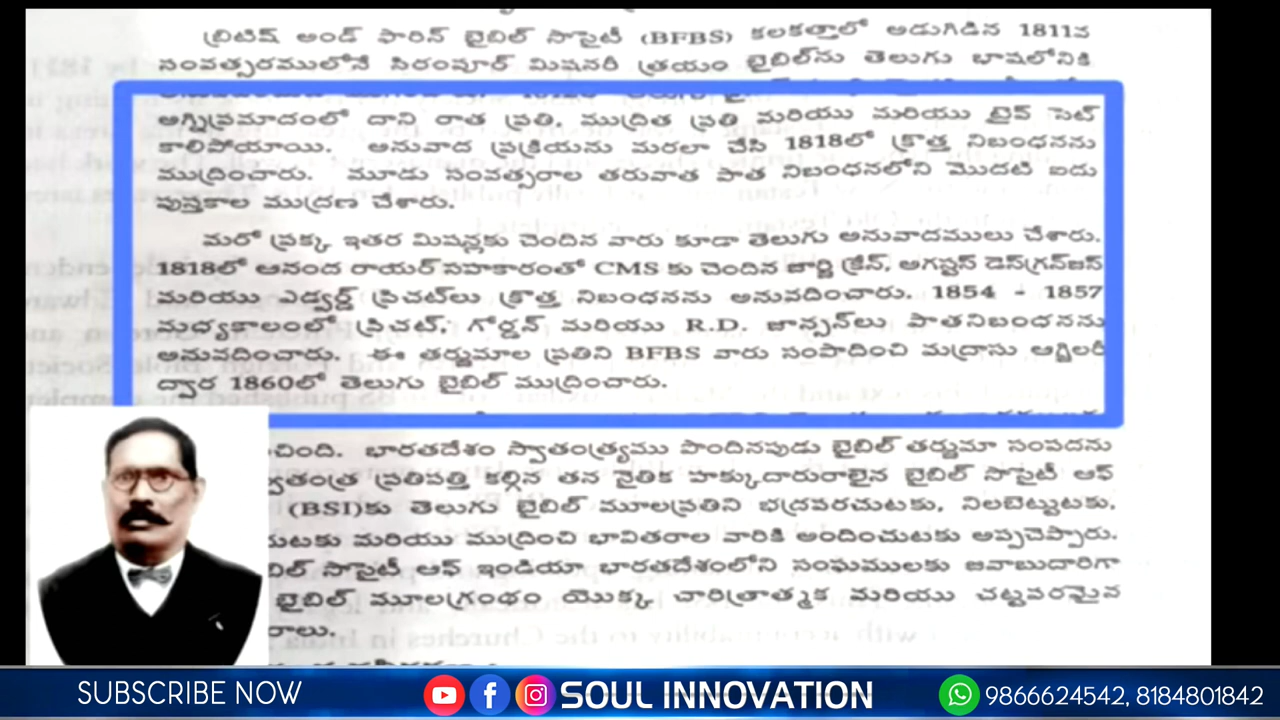 బ్రిటిష్ అండ్ ఫారిన్ బైబిల్ సొసైటీ (BFBS) కలకత్తాలో అడుగిడిన 1811వ
సంవత్సరములోనే సిరంపూర్ మిషనరీ త్రయం బైబిల్‌ను తెలుగు భాషలోనికి
అగ్నిప్రమాదంలో దాని రాత ప్రతి, ముద్రిత ప్రతి మరియు మరియు టైప్ సెట్
కాలిపోయాయి. అనువాద ప్రక్రియను మరలా చేసి 1818లో క్రొత్త నిబంధనను
ముద్రించారు. మూడు సంవత్సరాల తరువాత పాత నిబంధనలోని మొదటి ఐదు
పుస్తకాల ముద్రణ చేశారు.
మరో ప్రక్క ఇతర మిషన్లకు చెందిన వారు కూడా తెలుగు అనువాదములు చేశారు.
1818లో ఆనంద రాయర్ సహకారంతో CMS కు చెందిన జార్జి క్రేన్, ఆగస్టస్ డెస్‌గ్రాన్‌జస్
మరియు ఎడ్వర్డ్ ప్రిచట్‌లు క్రొత్త నిబంధనను అనువదించారు. 1854 - 1857
మధ్యకాలంలో ప్రిచట్, గోర్డన్ మరియు R.D. జాన్సన్‌లు పాతనిబంధనను
అనువదించారు. ఈ తర్జుమాల ప్రతిని BFBS వారు సంపాదించి మద్రాసు ఆక్జిలరీ
ద్వార 1860లో తెలుగు బైబిల్ ముద్రించారు.
భారతదేశం స్వాతంత్ర్యము పొందినపుడు బైబిల్ తర్జుమా సంపదను
ప్రతిపత్తి కల్గిన తన నైతిక హక్కుదారురాలైన బైబిల్ సొసైటీ ఆఫ్
(BSI)కు తెలుగు బైబిల్ మూలప్రతిని భద్రపరచుటకు, నిలబెట్టుటకు,
మరియు ముద్రించి భావితరాల వారికి అందించుటకు అప్పచెప్పారు.
సొసైటీ ఆఫ్ ఇండియా భారతదేశంలోని సంఘములకు జవాబుదారిగా
బైబిల్ మూలగ్రంథం యొక్క చారిత్రాత్మక మరియు చట్టపరమైన
SUBSCRIBE NOW SOUL INNOVATION 9866624542, 8184801842